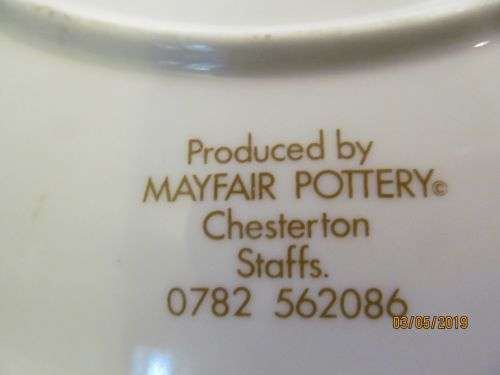 Produced by
MAYFAIR POTTERY©
Chesterton
Staffs.
0782 562086
03/05/2019